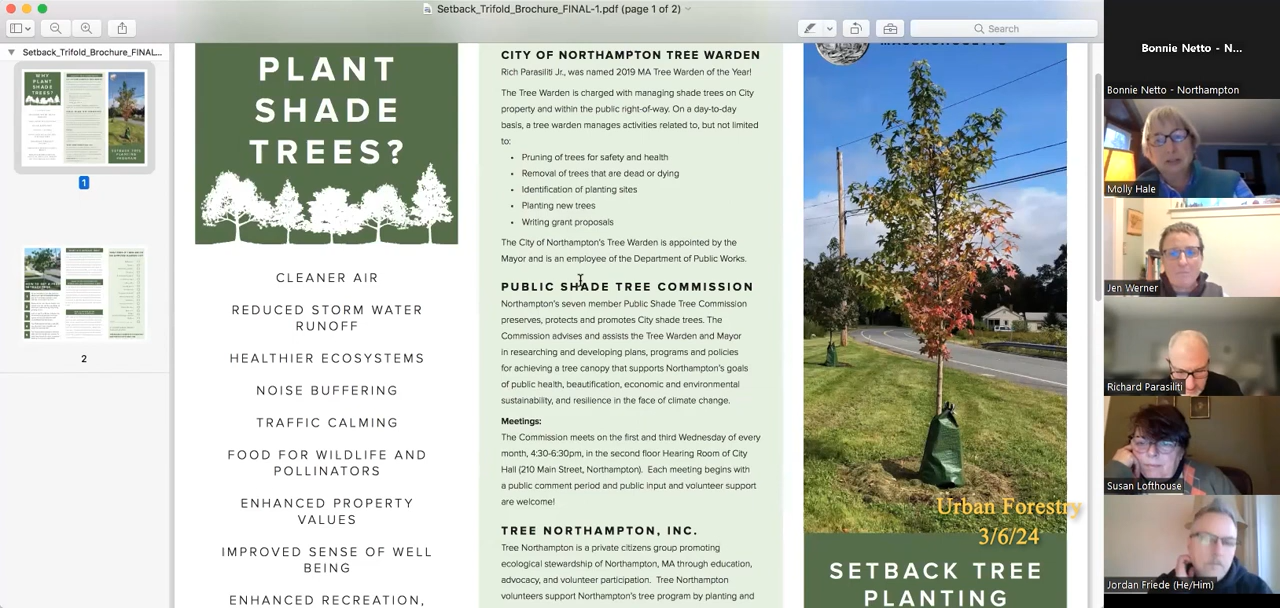 Setback_Trifold_Brochure_FINAL-1.pdf (page 1 of 2)
Search
Setback_Trifold_Brochure_FINAL...
1
2
PLANT
SHADE
TREES?
CLEANER AIR
REDUCED STORM WATER
RUNOFF
HEALTHIER ECOSYSTEMS
NOISE BUFFERING
TRAFFIC CALMING
FOOD FOR WILDLIFE AND
POLLINATORS
ENHANCED PROPERTY
VALUES
IMPROVED SENSE OF WELL
BEING
ENHANCED RECREATION,
CITY OF NORTHAMPTON TREE WARDEN
Rich Parasiliti Jr., was named 2019 MA Tree Warden of the Year!
The Tree Warden is charged with managing shade trees on City
property and within the public right-of-way. On a day-to-day
basis, a tree warden manages activities related to, but not limited
to:
• Pruning of trees for safety and health
• Removal of trees that are dead or dying
• Identification of planting sites
• Planting new trees
• Writing grant proposals
The City of Northampton's Tree Warden is appointed by the
Mayor and is an employee of the Department of Public Works.
PUBLIC SHADE TREE COMMISSION
Northampton's seven member Public Shade Tree Commission
preserves, protects and promotes City shade trees. The
Commission advises and assists the Tree Warden and Mayor
in researching and developing plans, programs and policies
for achieving a tree canopy that supports Northampton's goals
of public health, beautification, economic and environmental
sustainability, and resilience in the face of climate change.
Meetings:
The Commission meets on the first and third Wednesday of every
month, 4:30-6:30pm, in the second floor Hearing Room of City
Hall (210 Main Street, Northampton). Each meeting begins with
a public comment period and public input and volunteer support
are welcome!
TREE NORTHAMPTON, INC.
Tree Northampton is a private citizens group promoting
ecological stewardship of Northampton, MA through education,
advocacy, and volunteer participation. Tree Northampton
volunteers support Northampton's tree program by planting and
MASSACHUSETTS
Urban Forestry
3/6/24
SETBACK TREE
PLANTING
Bonnie Netto - N...
Bonnie Netto - Northampton
Molly Hale
Jen Werner
Richard Parasiliti
Susan Lofthouse
Jordan Friede (He/Him)